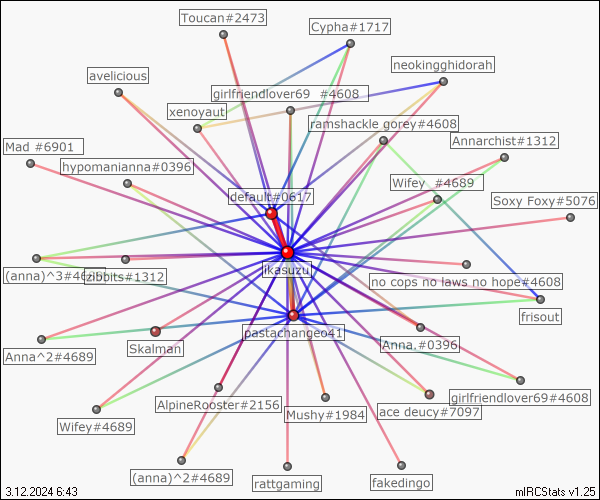 Toucan#2473
Cypha#1717
neokingghidorah
avelicious
girlfriendlover69 #4608
xenoyaut
ramshackle gorey#4608
Annarchist#1312
Mad #6901
hypomanianna#0396
Wifey #4689
default#0617
Soxy Foxy#5076
ikasuzu
(anna)^3#4689
zibbits#1312
no cops no laws no hope#4608
frisout
pastachangeo41
Anna,#0396
Anna^2#4689
Skalman
AlpineRooster#2156
Mushy#1984
ace deucy#7097
girlfriendlover69#4608
Wifey#4689
(anna)^2#4689
rattgaming
fakedingo
3.12.2024 6:43
mIRCStats v1.25